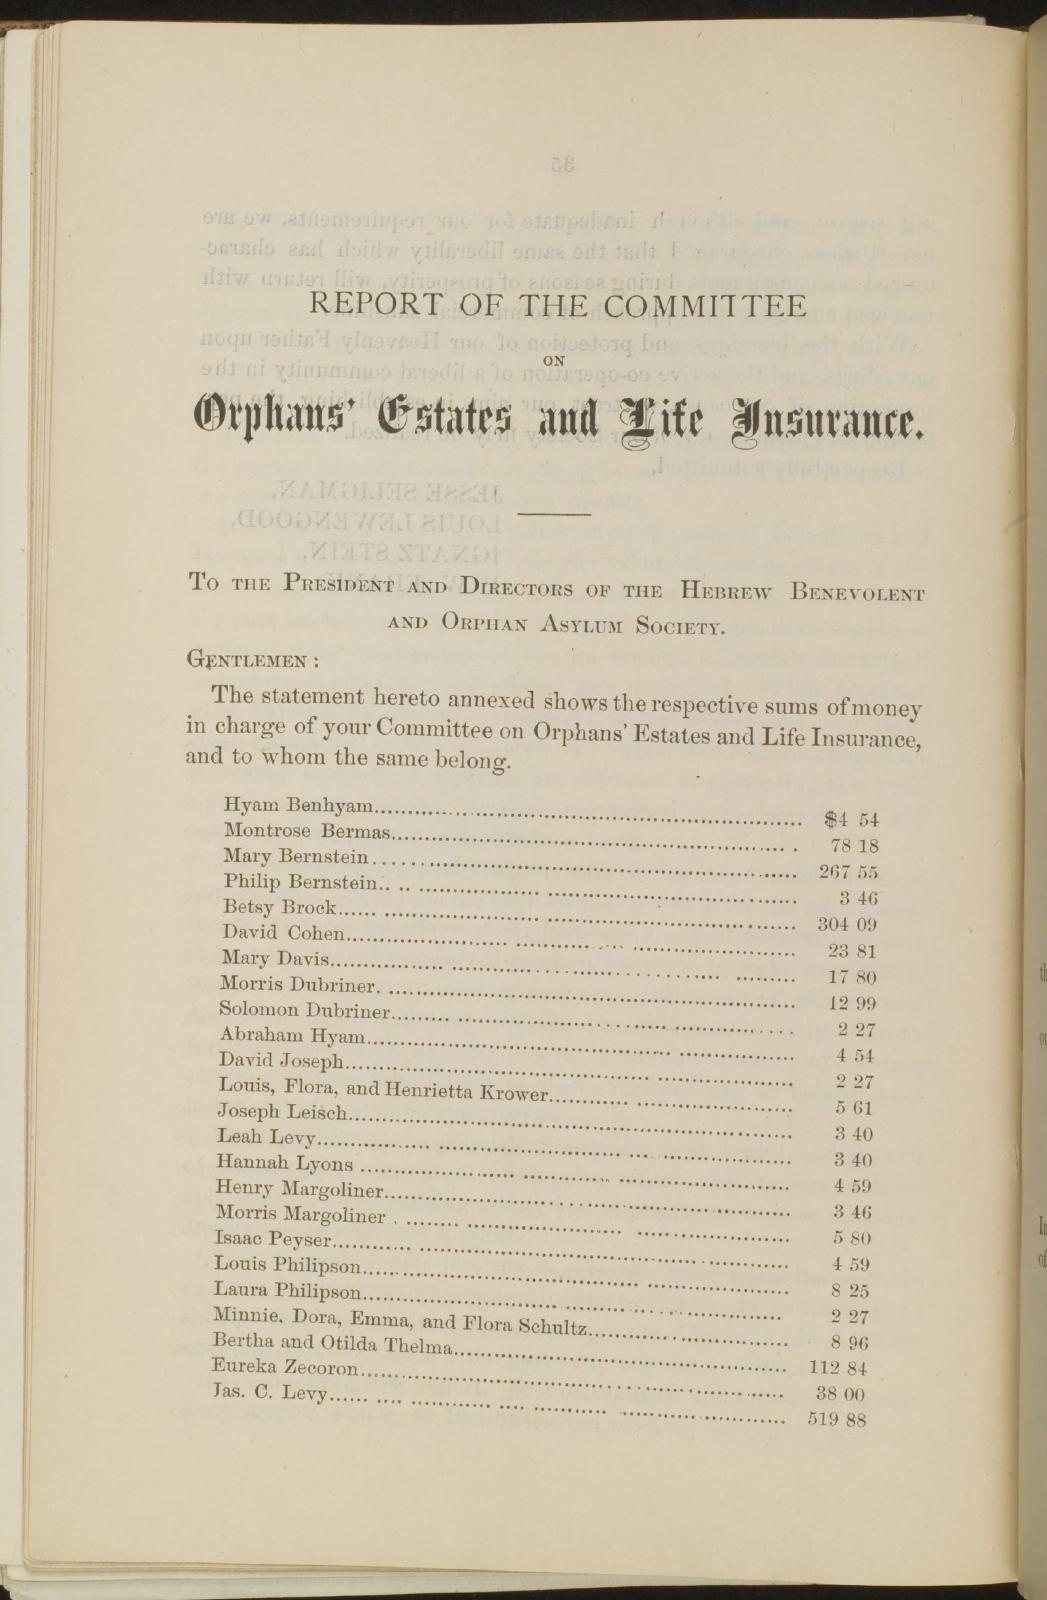 REPORT OF THE COMMITTEE
ON
Orphans' Estates and Life Insurance.
To the President and Directors of the Hebrew Benevolent
and Orphan Asylum Society.
Gentlemen:
The statement hereto annexed shows the respective sums of money
in charge of your Committee on Orphans' Estates and Life Insurance,
and to whom the same belong.
Hyam Benhyam $4 54
Montrose Bermas 78 18
Mary Bernstein 267 55
Philip Bernstein 3 46
Betsy Brock 304 09
David Cohen 23 81
Mary Davis 17 80
Morris Dubriner 12 99
Solomon Dubriner 2 27
Abraham Hyam 4 54
David Joseph 2 27
Louis, Flora, and Henrietta Krower 5 61
Joseph Leisch 3 40
Leah Levy 3 40
Hannah Lyons 4 59
Henry Margoliner 3 46
Morris Margoliner 5 80
Isaac Peyser 4 59
Louis Philipson 8 25
Laura Philipson 2 27
Minnie, Dora, Emma, and Flora Schultz 8 96
Bertha and Otilda Thelma 112 84
Eureka Zecoron 38 00
Jas. C. Levy 519 88